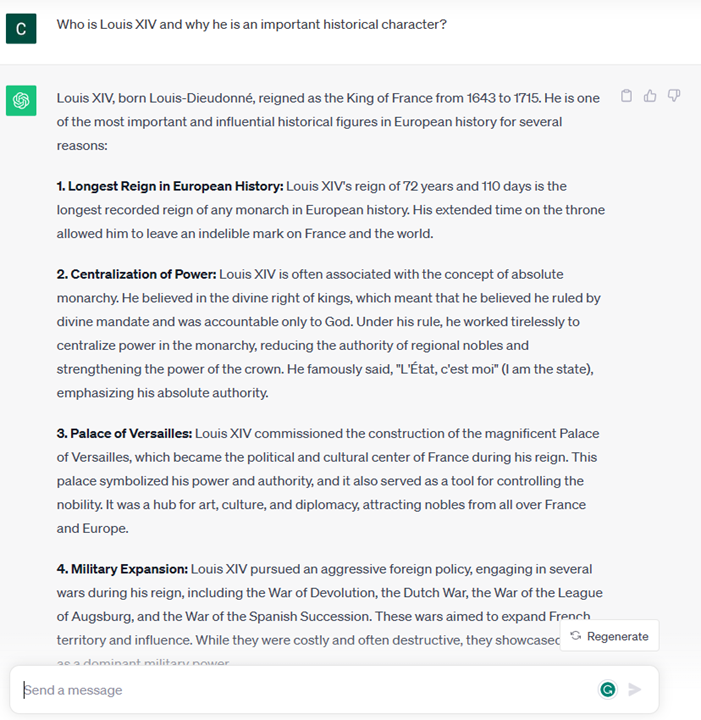 C
Who is Louis XIV and why he is an important historical character?
Louis XIV, born Louis-Dieudonné, reigned as the King of France from 1643 to 1715. He is one
of the most important and influential historical figures in European history for several
reasons:
1. Longest Reign in European History: Louis XIV's reign of 72 years and 110 days is the
longest recorded reign of any monarch in European history. His extended time on the throne
allowed him to leave an indelible mark on France and the world.
2. Centralization of Power: Louis XIV is often associated with the concept of absolute
monarchy. He believed in the divine right of kings, which meant that he believed he ruled by
divine mandate and was accountable only to God. Under his rule, he worked tirelessly to
centralize power in the monarchy, reducing the authority of regional nobles and
strengthening the power of the crown. He famously said, "L'État, c'est moi" (I am the state),
emphasizing his absolute authority.
3. Palace of Versailles: Louis XIV commissioned the construction of the magnificent Palace
of Versailles, which became the political and cultural center of France during his reign. This
palace symbolized his power and authority, and it also served as a tool for controlling the
nobility. It was a hub for art, culture, and diplomacy, attracting nobles from all over France
and Europe.
4. Military Expansion: Louis XIV pursued an aggressive foreign policy, engaging in several
wars during his reign, including the War of Devolution, the Dutch War, the War of the League
of Augsburg, and the War of the Spanish Succession. These wars aimed to expand French
territory and influence. While they were costly and often destructive, they showcased
Regenerate
as a dominant military power.
Send a message